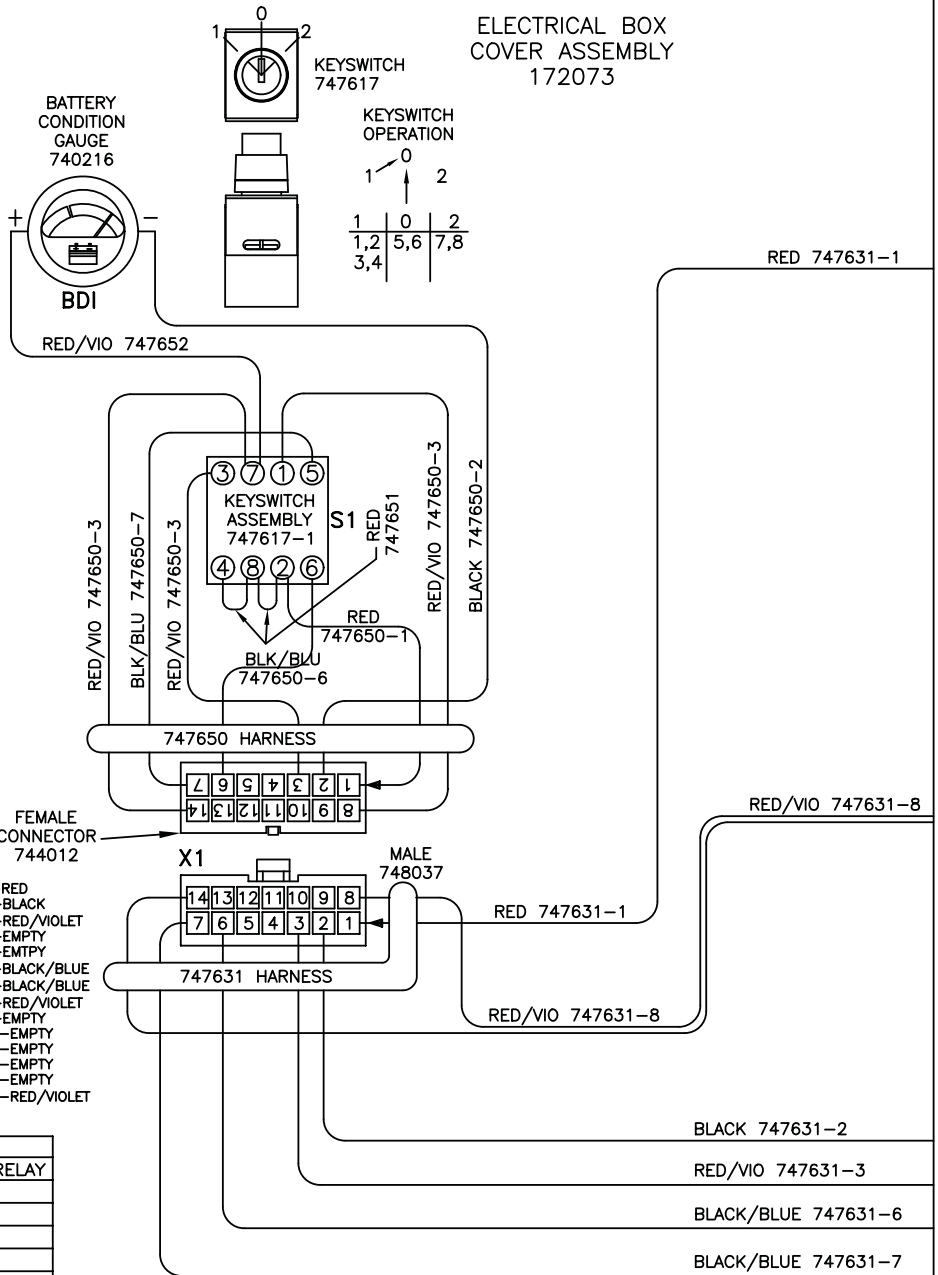 ELECTRICAL BOX
COVER ASSEMBLY
172073
0
1 2
KEYSWITCH
747617
KEYSWITCH
OPERATION
0
1 2
1 0 2
1,2 5,6 7,8
3,4
BATTERY
CONDITION
GAUGE
740216
+ -
BDI
RED 747631-1
RED/VIO 747652
3 7 1 5
KEYSWITCH
ASSEMBLY
747617-1
S1
4 8 2 6
RED
747651
RED/VIO 747650-3
BLK/BLU 747650-7
RED/VIO 747650-3
RED/VIO 747650-3
BLACK 747650-2
RED
747650-1
BLK/BLU
747650-6
747650 HARNESS
7 6 5 4 3 2 1
14 13 12 11 10 9 8
FEMALE
CONNECTOR
744012
X1
MALE
748037
14 13 12 11 10 9 8
7 6 5 4 3 2 1
747631 HARNESS
RED/VIO 747631-8
RED 747631-1
RED/VIO 747631-8
-RED
-BLACK
-RED/VIOLET
-EMPTY
-EMTPY
-BLACK/BLUE
-BLACK/BLUE
-RED/VIOLET
-EMPTY
-EMPTY
-EMPTY
-EMPTY
-EMPTY
-RED/VIOLET
RELAY
BLACK 747631-2
RED/VIO 747631-3
BLACK/BLUE 747631-6
BLACK/BLUE 747631-7